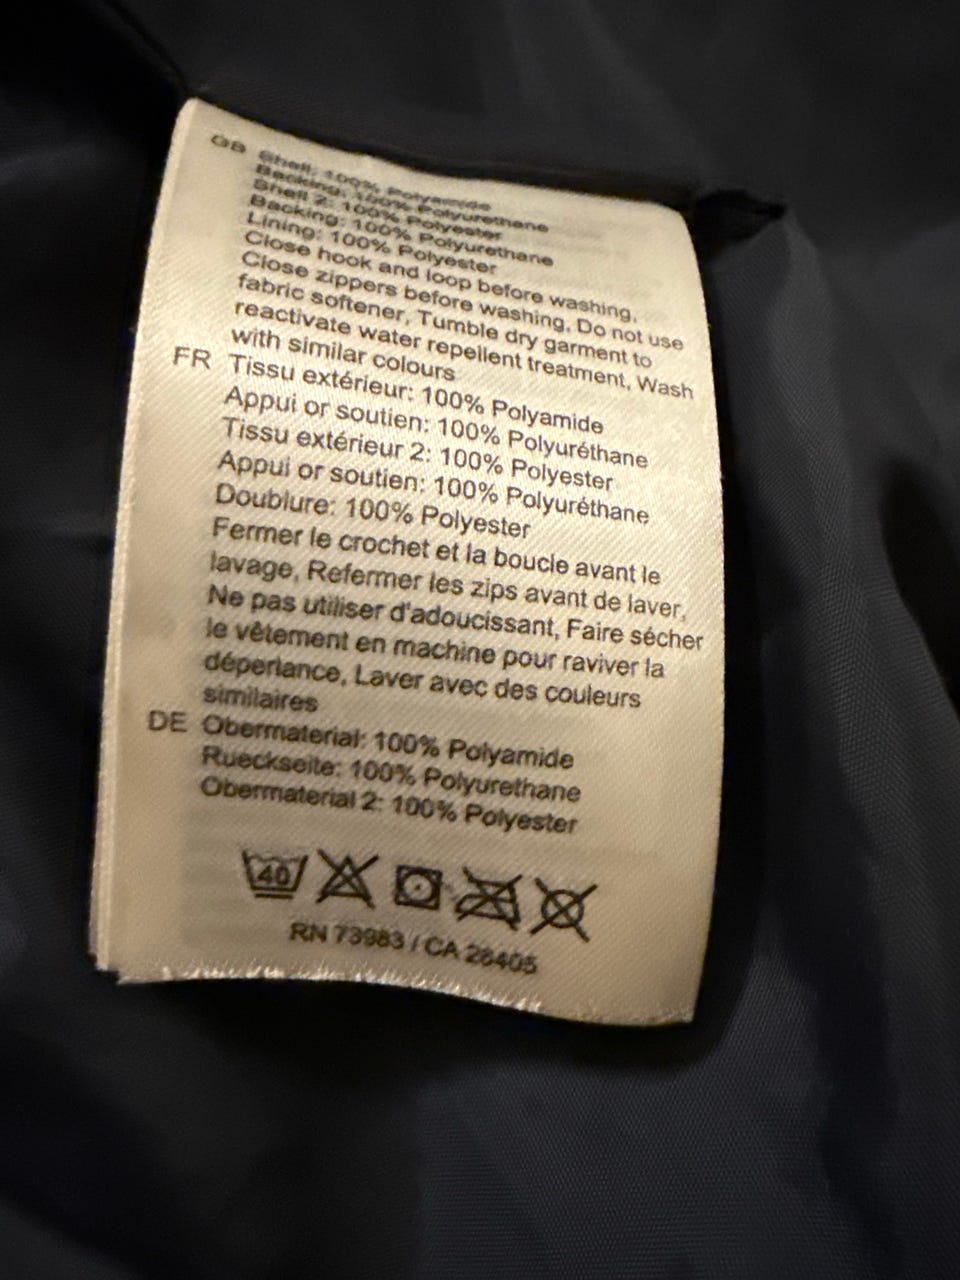 GB Shell: 100% Polyamide
Backing: 100% Polyurethane
Shell 2: 100% Polyester
Backing: 100% Polyurethane
Lining: 100% Polyester
Close hook and loop before washing,
Close zippers before washing, Do not use
fabric softener, Tumble dry garment to
reactivate water repellent treatment, Wash
with similar colours
FR Tissu extérieur: 100% Polyamide
Appui or soutien: 100% Polyuréthane
Tissu extérieur 2: 100% Polyester
Appui or soutien: 100% Polyuréthane
Doublure: 100% Polyester
Fermer le crochet et la boucle avant le
lavage, Refermer les zips avant de laver,
Ne pas utiliser d'adoucissant, Faire sécher
le vêtement en machine pour raviver la
déperlance, Laver avec des couleurs
similaires
DE Obermaterial: 100% Polyamide
Rueckseite: 100% Polyurethane
Obermaterial 2: 100% Polyester
40
RN 73983 / CA 28405